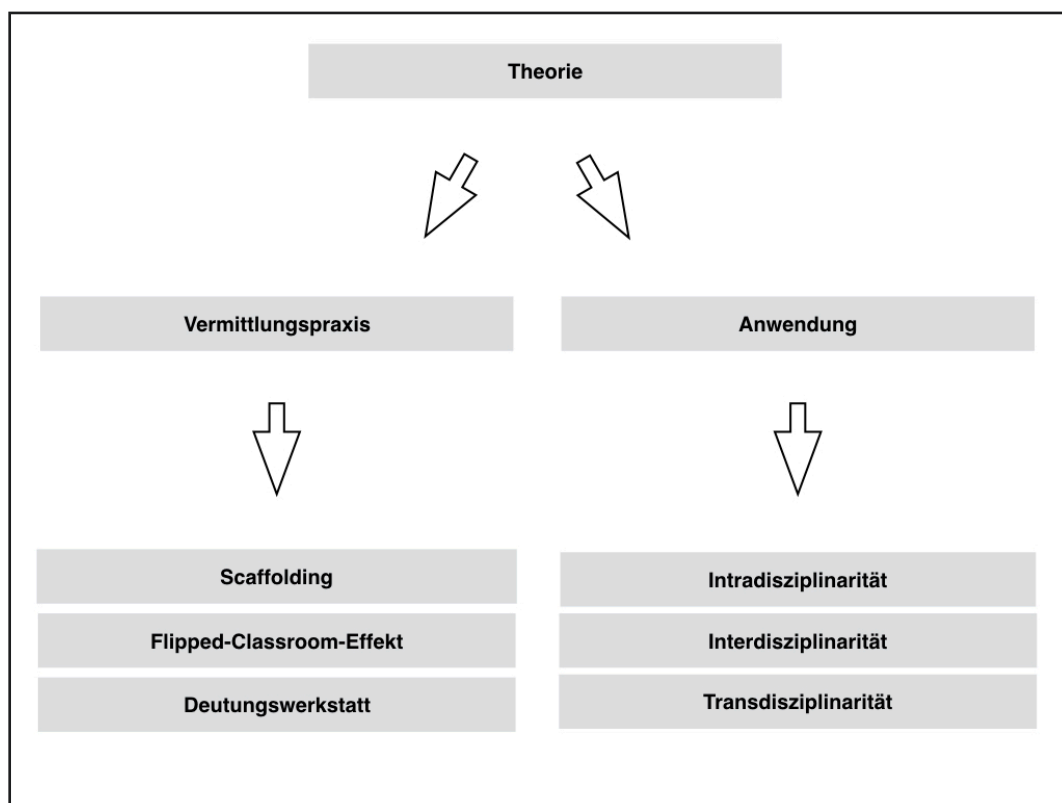 Theorie
Vermittlungspraxis
Anwendung
Scaffolding
Flipped-Classroom-Effekt
Deutungswerkstatt
Intradisziplinarität
Interdisziplinarität
Transdisziplinarität